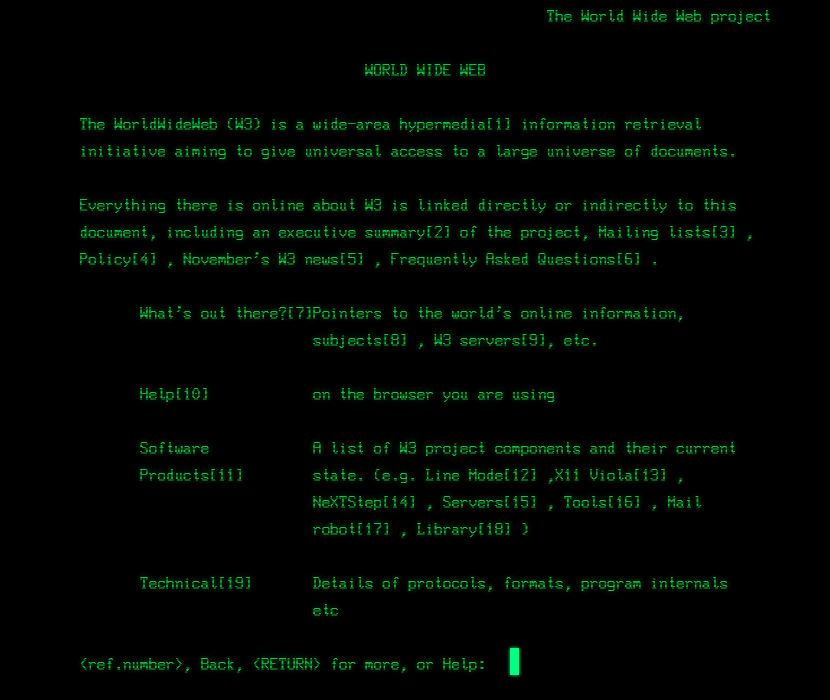 The World Wide Web project
WORLD WIDE WEB
The WorldWideWeb (W3) is a wide-area hypermedia[1] information retrieval
initiative aiming to give universal access to a large universe of documents.
Everything there is online about W3 is linked directly or indirectly to this
document, including an executive summary[2] of the project, Mailing lists[3] ,
Policy[4] , November's W3 news[5] , Frequently Asked Questions[6] .
What's out there?[7]Pointers to the world's online information,
subjects[8] , W3 servers[9], etc.
Help[10] on the browser you are using
Software A list of W3 project components and their current
Products[11] state. (e.g. Line Mode[12] ,X11 Viola[13] ,
NeXTStep[14] , Servers[15] , Tools[16] , Mail
robot[17] , Library[18] )
Technical[19] Details of protocols, formats, program internals
etc
<ref.number>, Back, <RETURN> for more, or Help: